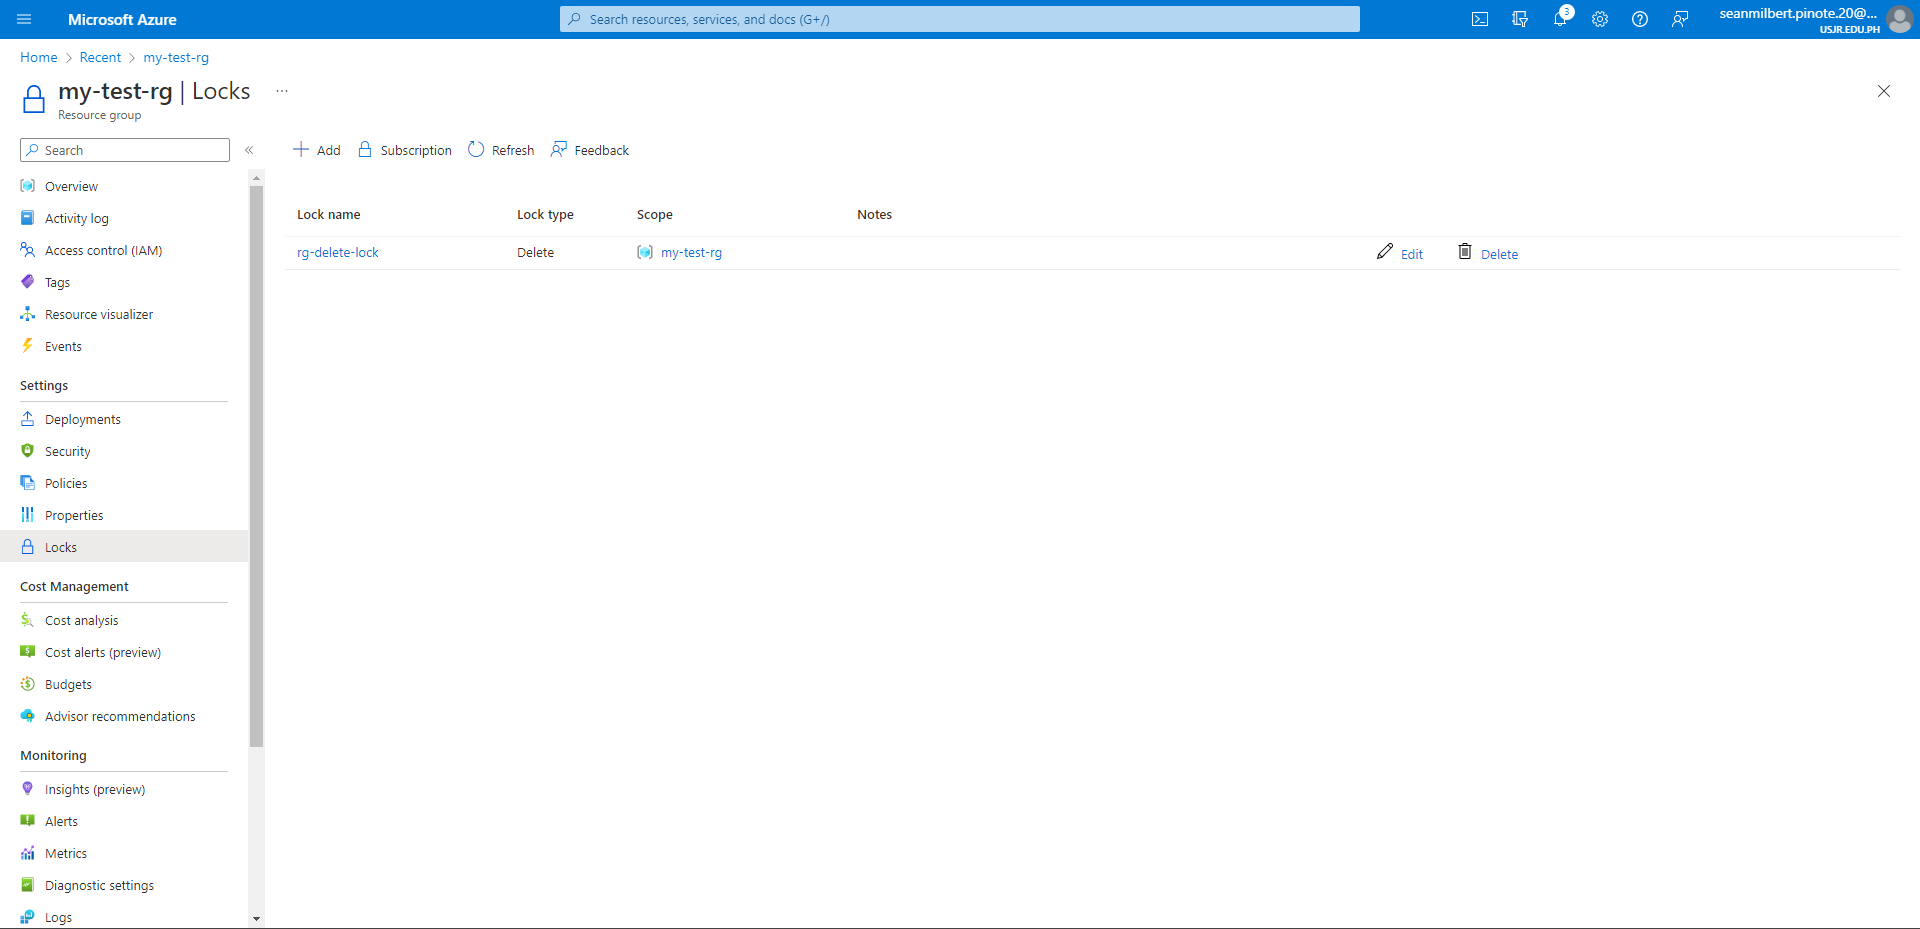 Microsoft Azure
Search resources, services, and docs (G+/)
3
seanmilbert.pinote.20@...
USJR.EDU.PH
Home > Recent > my-test-rg
my-test-rg | Locks ...
Resource group
Search
«
Add
Subscription
Refresh
Feedback
Overview
Activity log
Access control (IAM)
Tags
Resource visualizer
Events
Settings
Deployments
Security
Policies
Properties
Locks
Cost Management
Cost analysis
Cost alerts (preview)
Budgets
Advisor recommendations
Monitoring
Insights (preview)
Alerts
Metrics
Diagnostic settings
Logs
Lock name Lock type Scope Notes
rg-delete-lock Delete my-test-rg Edit Delete